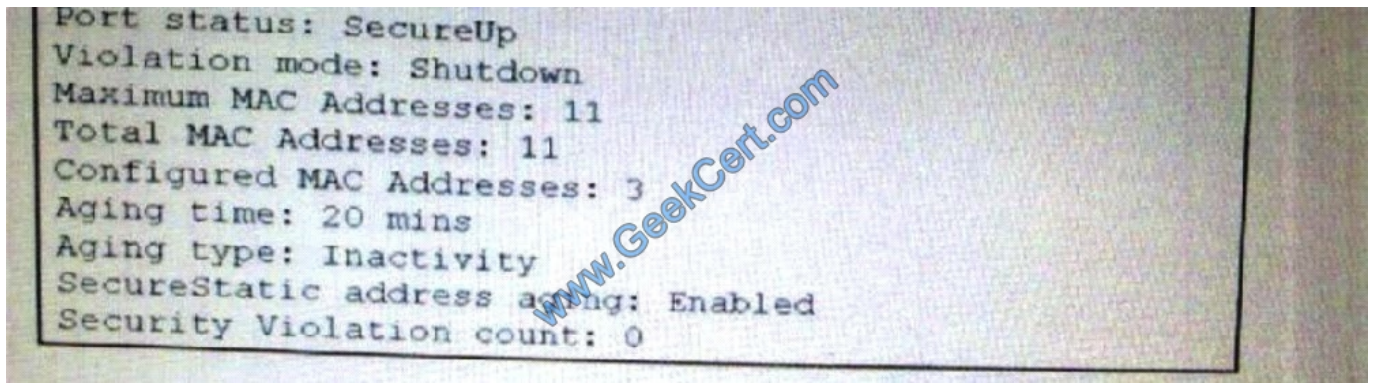 Port status: SecureUp
Violation mode: Shutdown
Maximum MAC Addresses: 11
Total MAC Addresses: 11
Configured MAC Addresses: 3
Aging time: 20 mins
Aging type: Inactivity
SecureStatic address aging: Enabled
Security Violation count: 0
www.GeekCert.com